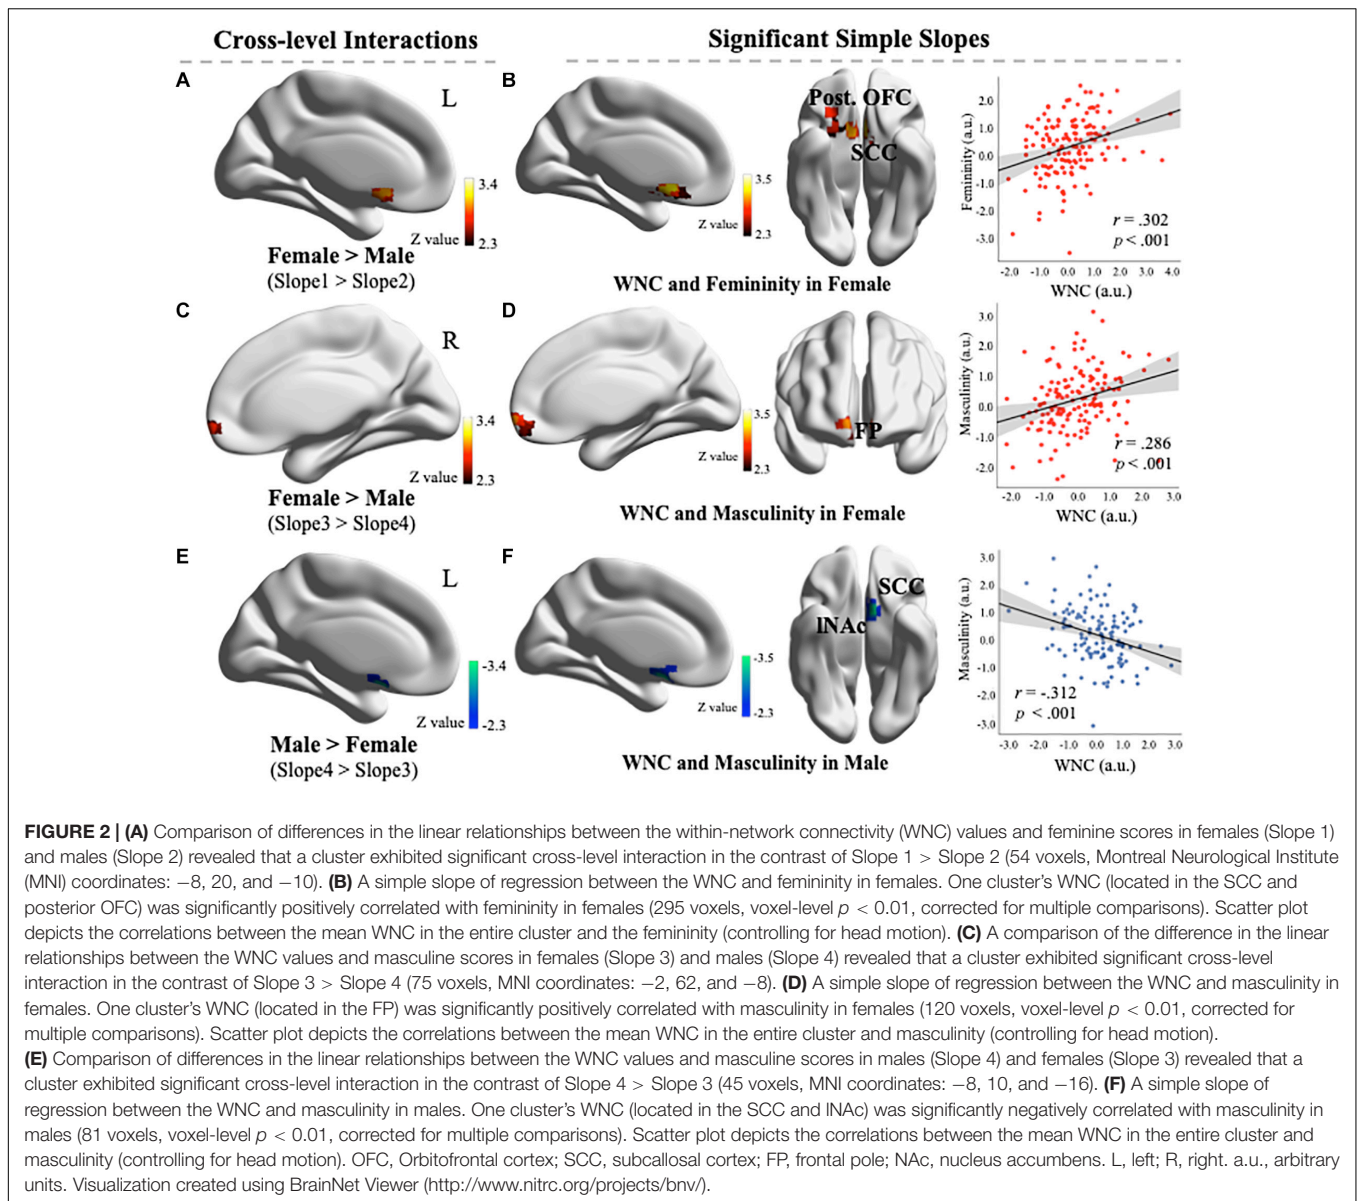 Cross-level Interactions
Significant Simple Slopes
A
L
3.4
Z value
2.3
Female > Male
(Slope1 > Slope2)
B
3.5
Z value
2.3
Post. OFC
SCC
WNC and Femininity in Female
Femininity (a.u.)
2.0
1.0
0.0
-1.0
-2.0
-3.0
r = .302
p < .001
-2.0 -1.0 0.0 1.0 2.0 3.0 4.0
WNC (a.u.)
C
R
3.4
Z value
2.3
Female > Male
(Slope3 > Slope4)
D
3.5
Z value
2.3
FP
WNC and Masculinity in Female
Masculinity (a.u.)
3.0
2.0
1.0
0.0
-1.0
-2.0
r = .286
p < .001
-2.0 -1.0 0.0 1.0 2.0 3.0
WNC (a.u.)
E
L
-3.4
Z value
-2.3
Male > Female
(Slope4 > Slope3)
F
-3.5
Z value
-2.3
SCC
lNAc
WNC and Masculinity in Male
Masculinity (a.u.)
3.0
2.0
1.0
0.0
-1.0
-2.0
-3.0
r = -.312
p < .001
-3.0 -2.0 -1.0 0.0 1.0 2.0 3.0
WNC (a.u.)
FIGURE 2 | (A) Comparison of differences in the linear relationships between the within-network connectivity (WNC) values and feminine scores in females (Slope 1)
and males (Slope 2) revealed that a cluster exhibited significant cross-level interaction in the contrast of Slope 1 > Slope 2 (54 voxels, Montreal Neurological Institute
(MNI) coordinates: −8, 20, and −10). (B) A simple slope of regression between the WNC and femininity in females. One cluster's WNC (located in the SCC and
posterior OFC) was significantly positively correlated with femininity in females (295 voxels, voxel-level p < 0.01, corrected for multiple comparisons). Scatter plot
depicts the correlations between the mean WNC in the entire cluster and the femininity (controlling for head motion). (C) A comparison of the difference in the linear
relationships between the WNC values and masculine scores in females (Slope 3) and males (Slope 4) revealed that a cluster exhibited significant cross-level
interaction in the contrast of Slope 3 > Slope 4 (75 voxels, MNI coordinates: −2, 62, and −8). (D) A simple slope of regression between the WNC and masculinity in
females. One cluster's WNC (located in the FP) was significantly positively correlated with masculinity in females (120 voxels, voxel-level p < 0.01, corrected for
multiple comparisons). Scatter plot depicts the correlations between the mean WNC in the entire cluster and masculinity (controlling for head motion).
(E) Comparison of differences in the linear relationships between the WNC values and masculine scores in males (Slope 4) and females (Slope 3) revealed that a
cluster exhibited significant cross-level interaction in the contrast of Slope 4 > Slope 3 (45 voxels, MNI coordinates: −8, 10, and −16). (F) A simple slope of
regression between the WNC and masculinity in males. One cluster's WNC (located in the SCC and lNAc) was significantly negatively correlated with masculinity in
males (81 voxels, voxel-level p < 0.01, corrected for multiple comparisons). Scatter plot depicts the correlations between the mean WNC in the entire cluster and
masculinity (controlling for head motion). OFC, Orbitofrontal cortex; SCC, subcallosal cortex; FP, frontal pole; NAc, nucleus accumbens. L, left; R, right. a.u., arbitrary
units. Visualization created using BrainNet Viewer (http://www.nitrc.org/projects/bnv/).